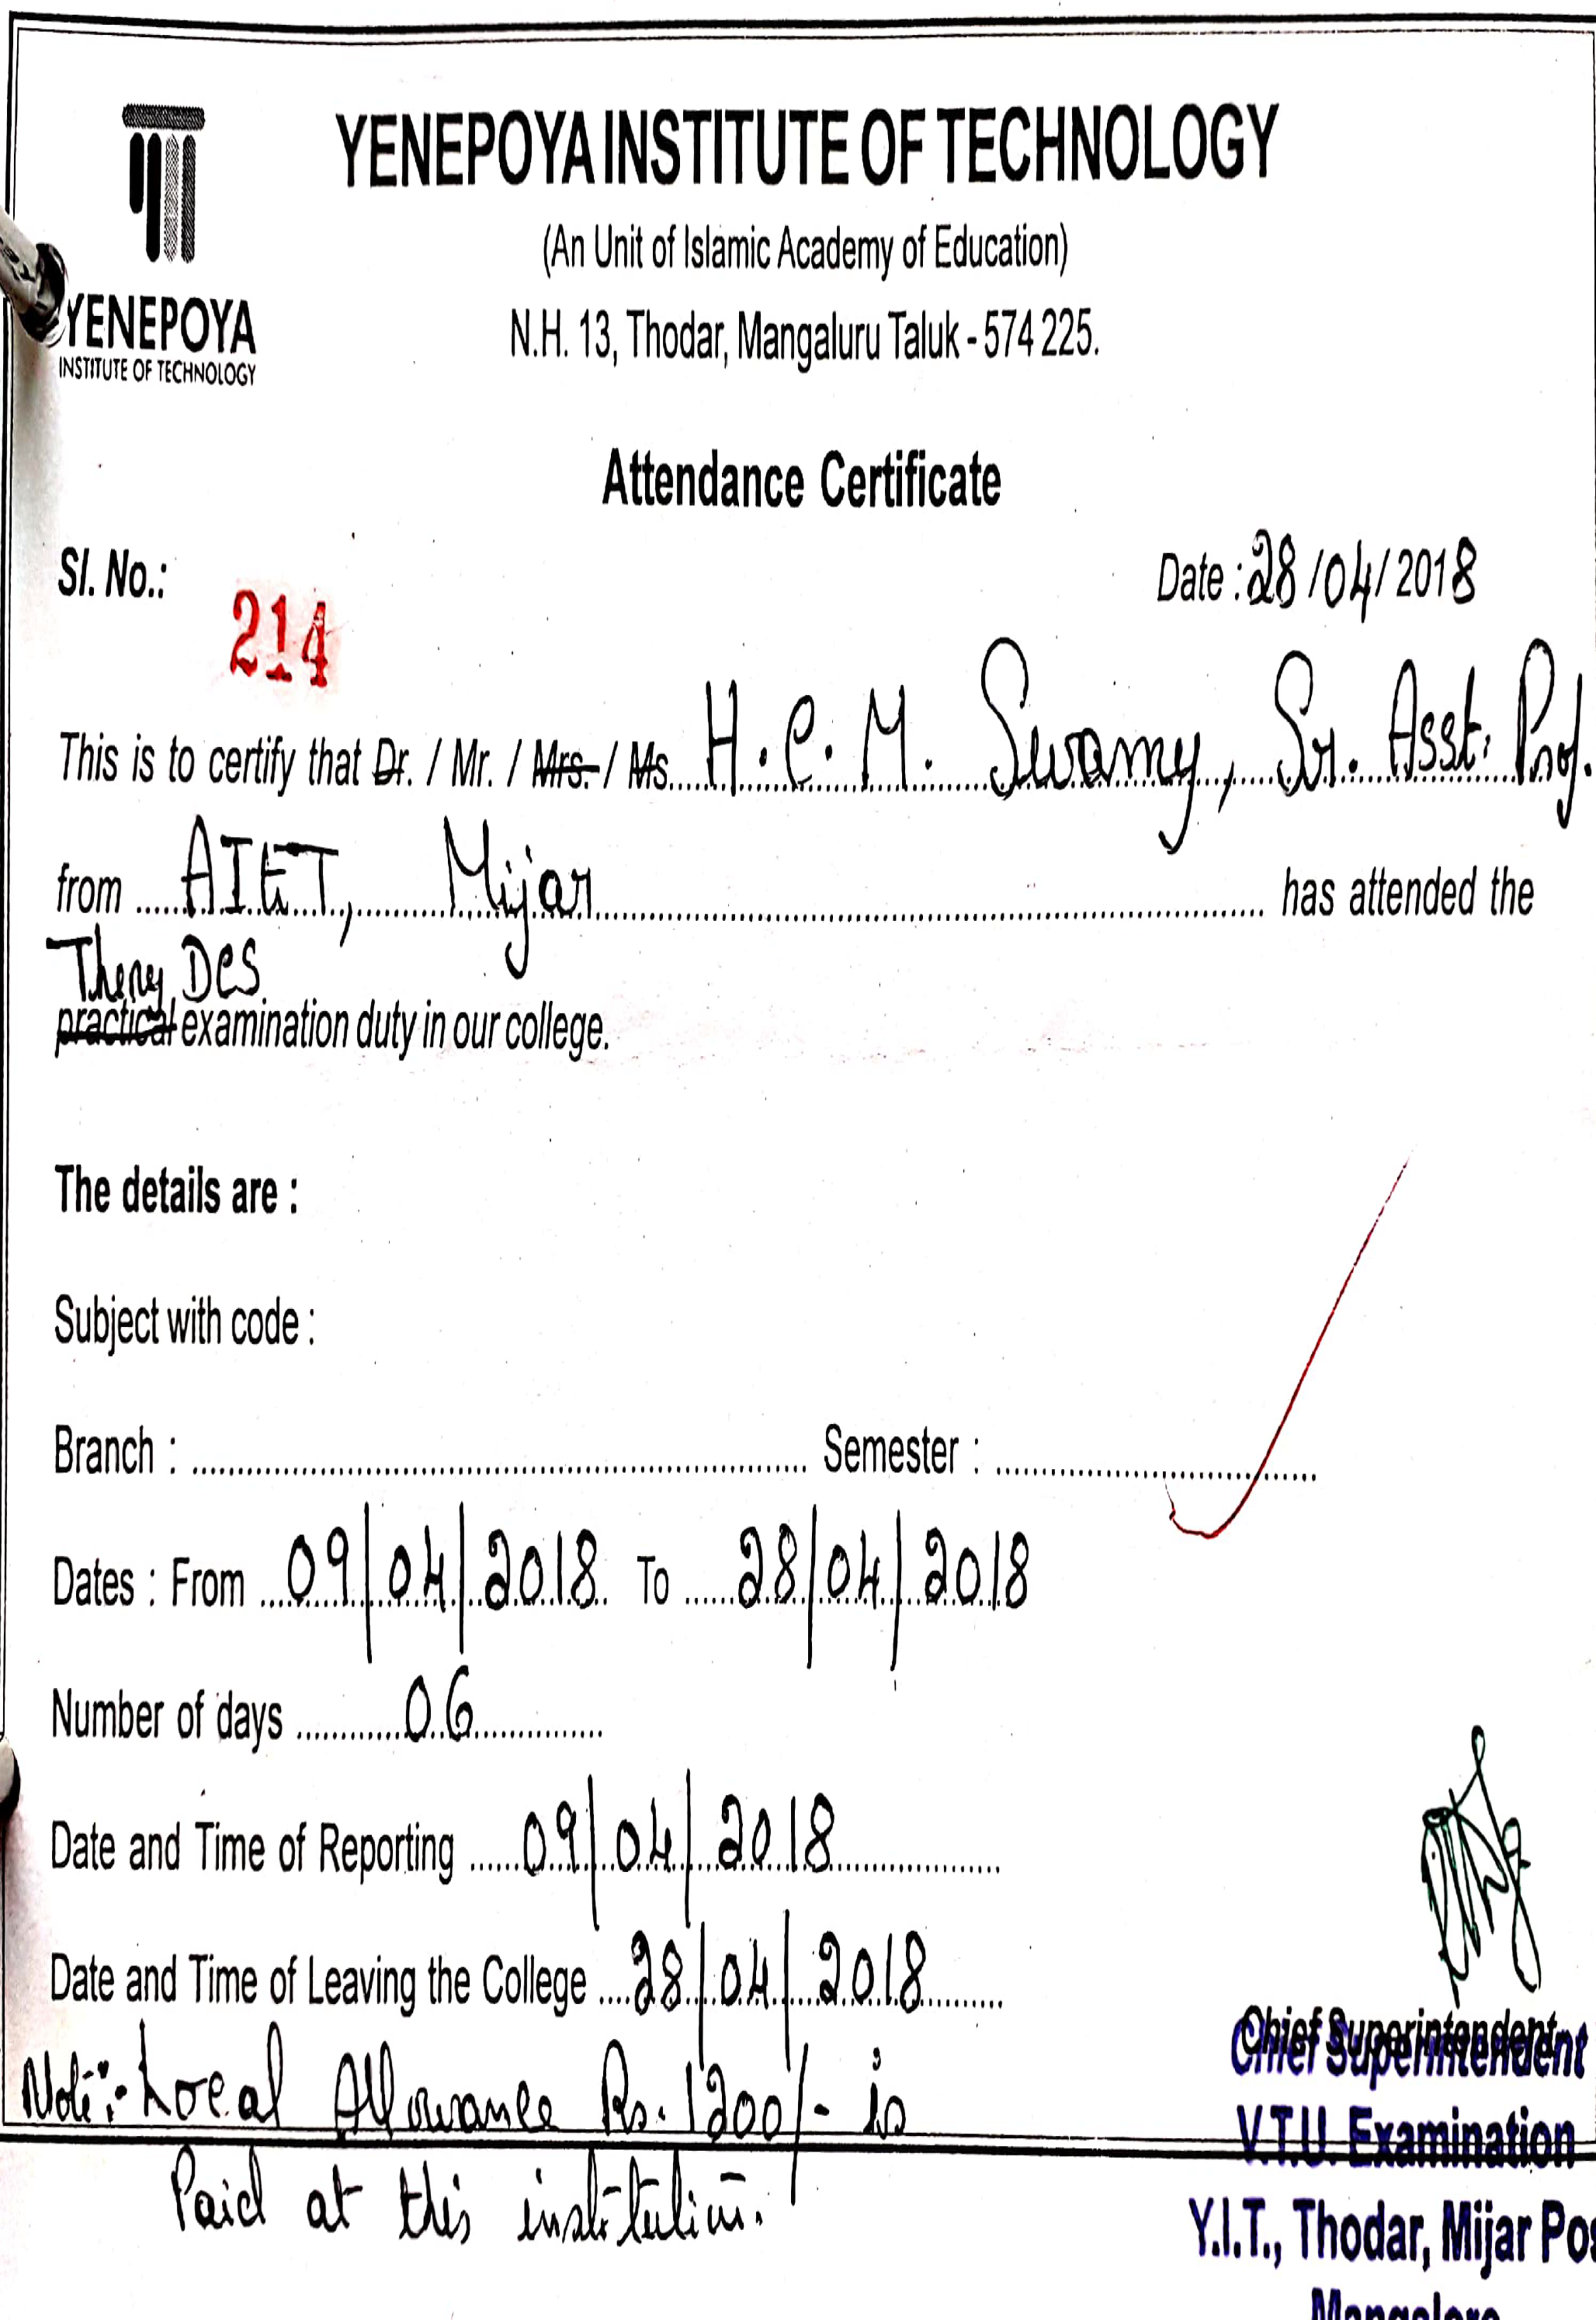 YENEPOYA INSTITUTE OF TECHNOLOGY
(An Unit of Islamic Academy of Education)
N.H. 13, Thodar, Mangaluru Taluk - 574 225.
YENEPOYA
INSTITUTE OF TECHNOLOGY
Attendance Certificate
Sl. No.: 214
Date : 28/04/2018
This is to certify that Dr. / Mr. / Mrs. / Ms. H.C.M. Swamy, Sr. Asst. Prof.
from AIET, Mijar has attended the
Theory DCS
practical examination duty in our college.
The details are :
Subject with code :
Branch : Semester :
Dates : From 09/04/2018 To 28/04/2018
Number of days 06
Date and Time of Reporting 09/04/2018
Date and Time of Leaving the College 28/04/2018
Note:- Local Allowance Rs. 1200/- is
Paid at this institution.
Chief Superintendent
Chief Superintendent
V.T.U. Examination
Y.I.T., Thodar, Mijar Pos
Mangalore